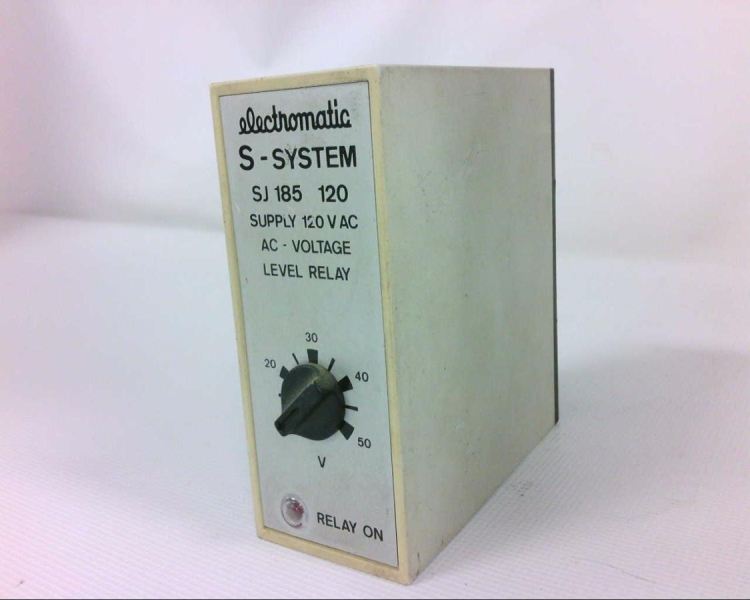 electromatic
S-SYSTEM
SJ 185 120
SUPPLY 120 V AC
AC - VOLTAGE
LEVEL RELAY
30
20
40
50
V
RELAY ON